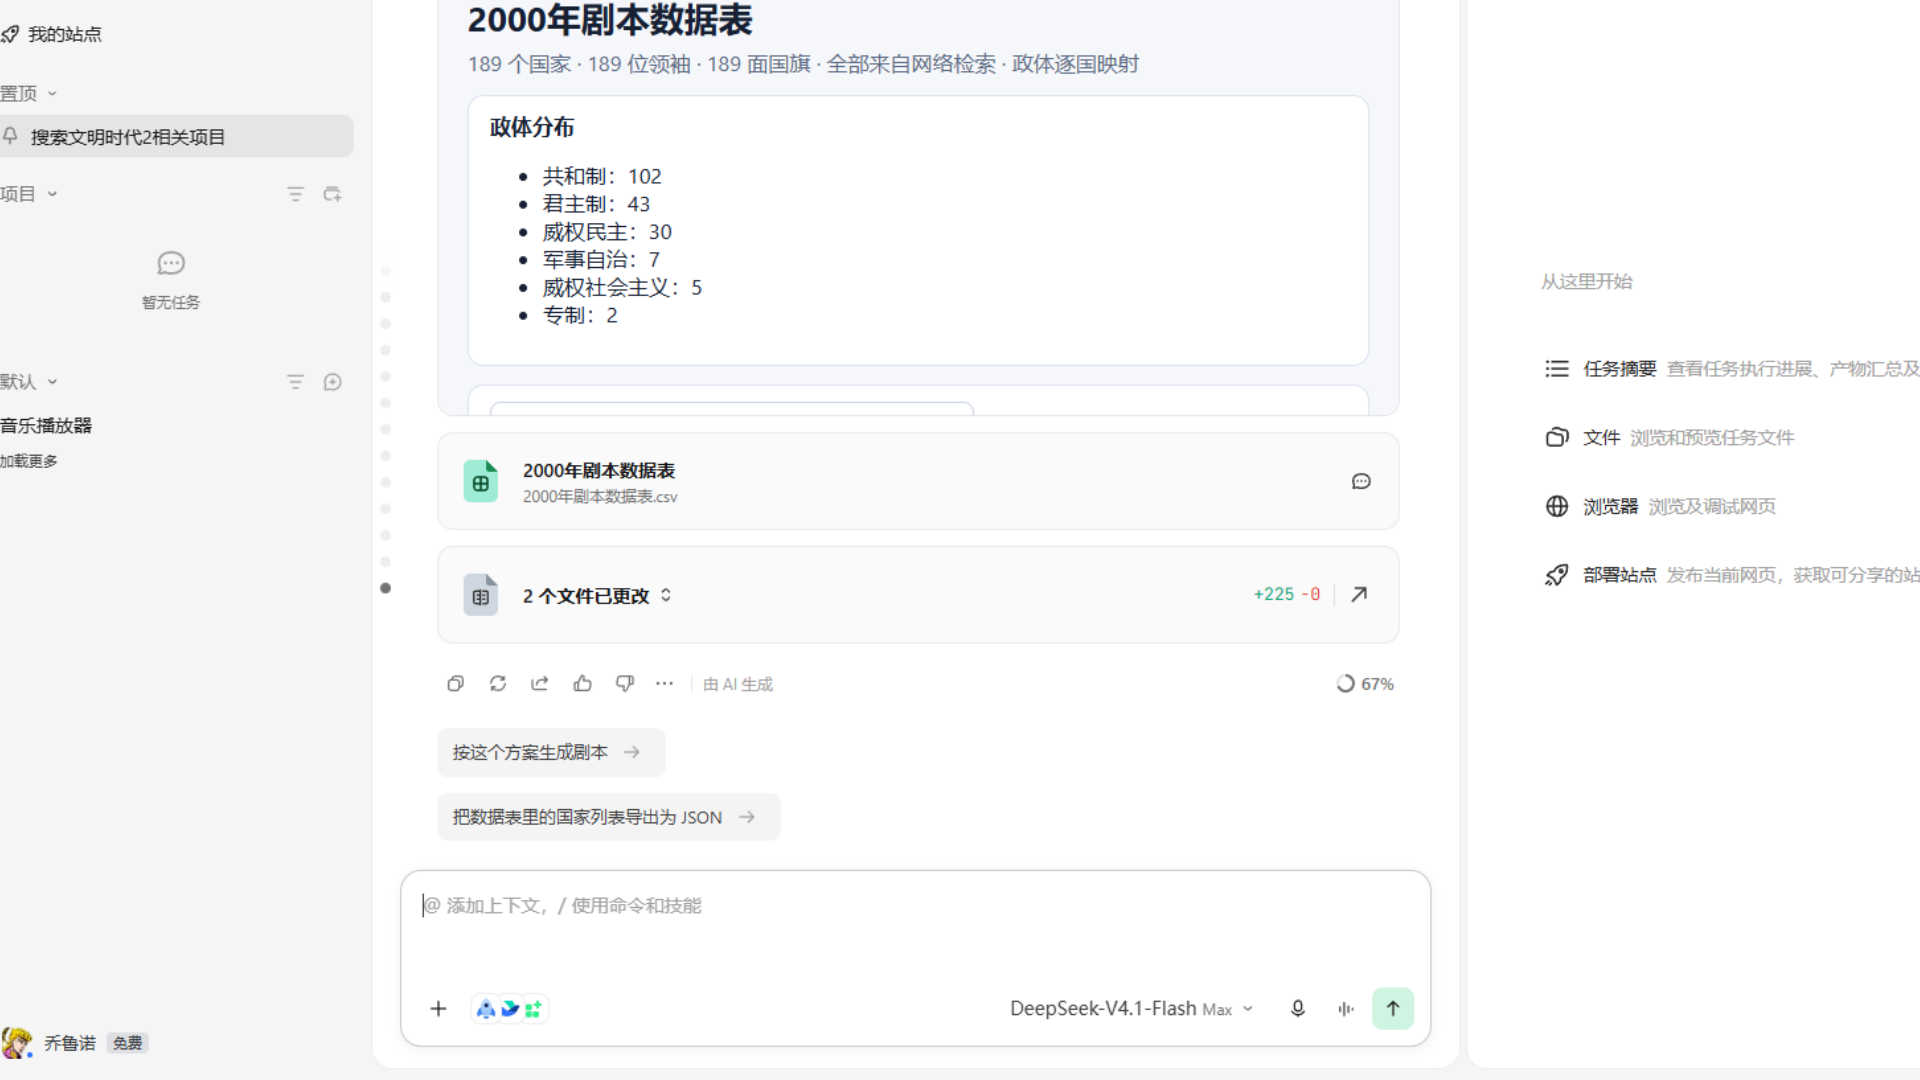 我的站点
置顶
搜索文明时代2相关项目
项目
暂无任务
默认
音乐播放器
加载更多
乔鲁诺 免费
2000年剧本数据表
189 个国家 · 189 位领袖 · 189 面国旗 · 全部来自网络检索 · 政体逐国映射
政体分布
共和制：102
君主制：43
威权民主：30
军事自治：7
威权社会主义：5
专制：2
2000年剧本数据表
2000年剧本数据表.csv
2 个文件已更改
+225 -0
由 AI 生成
67%
按这个方案生成剧本
把数据表里的国家列表导出为 JSON
@ 添加上下文，/ 使用命令和技能
DeepSeek-V4.1-Flash Max
从这里开始
任务摘要 查看任务执行进展、产物汇总及
文件 浏览和预览任务文件
浏览器 浏览及调试网页
部署站点 发布当前网页，获取可分享的站